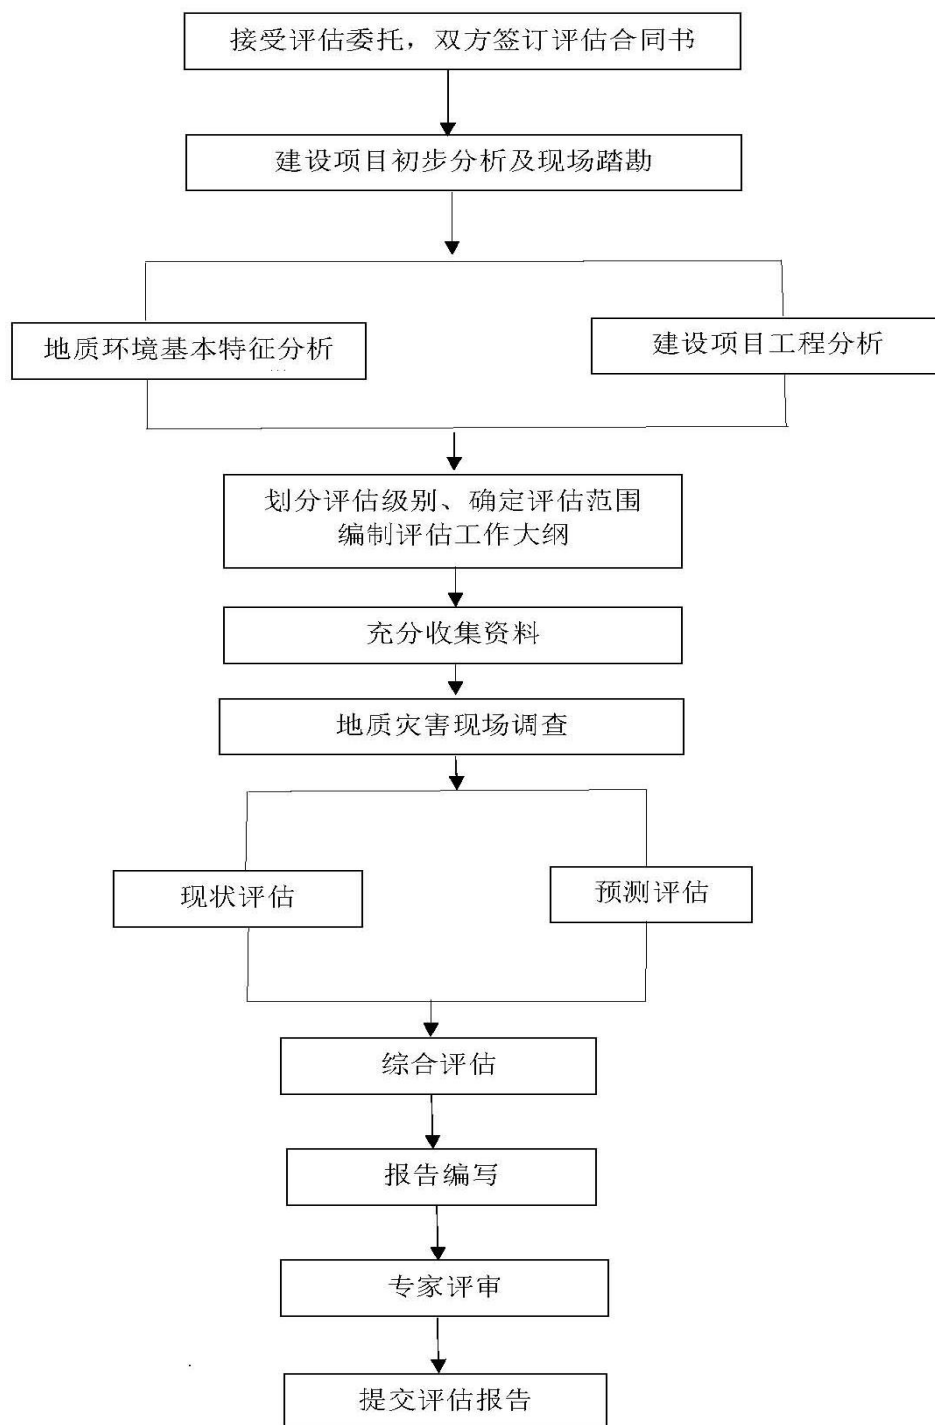 接受评估委托，双方签订评估合同书
建设项目初步分析及现场踏勘
地质环境基本特征分析
建设项目工程分析
划分评估级别、确定评估范围
编制评估工作大纲
充分收集资料
地质灾害现场调查
现状评估
预测评估
综合评估
报告编写
专家评审
提交评估报告